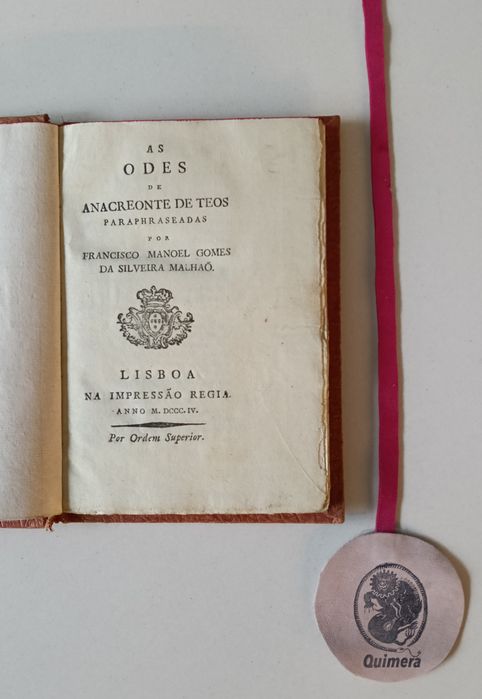 AS
ODES
DE
ANACREONTE DE TEOS
PARAPHRASEADAS
POR
FRANCISCO MANOEL GOMES
DA SILVEIRA MALHAÕ.
LISBOA
NA IMPRESSÃO REGIA.
ANNO M. DCCC. IV.
Por Ordem Superior.
Quimera